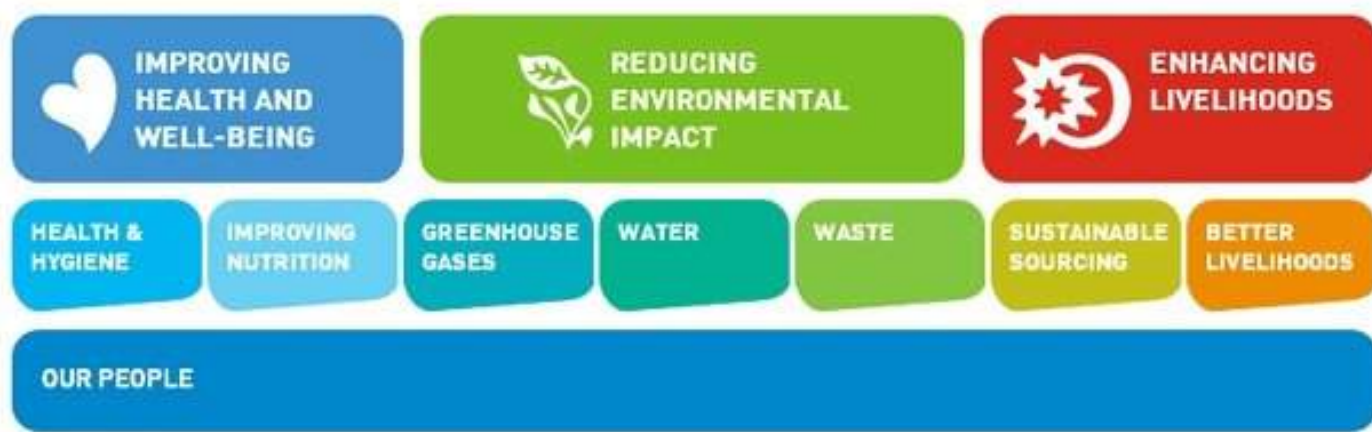 IMPROVING
HEALTH AND
WELL-BEING
REDUCING
ENVIRONMENTAL
IMPACT
ENHANCING
LIVELIHOODS
HEALTH &
HYGIENE
IMPROVING
NUTRITION
GREENHOUSE
GASES
WATER
WASTE
SUSTAINABLE
SOURCING
BETTER
LIVELIHOODS
OUR PEOPLE